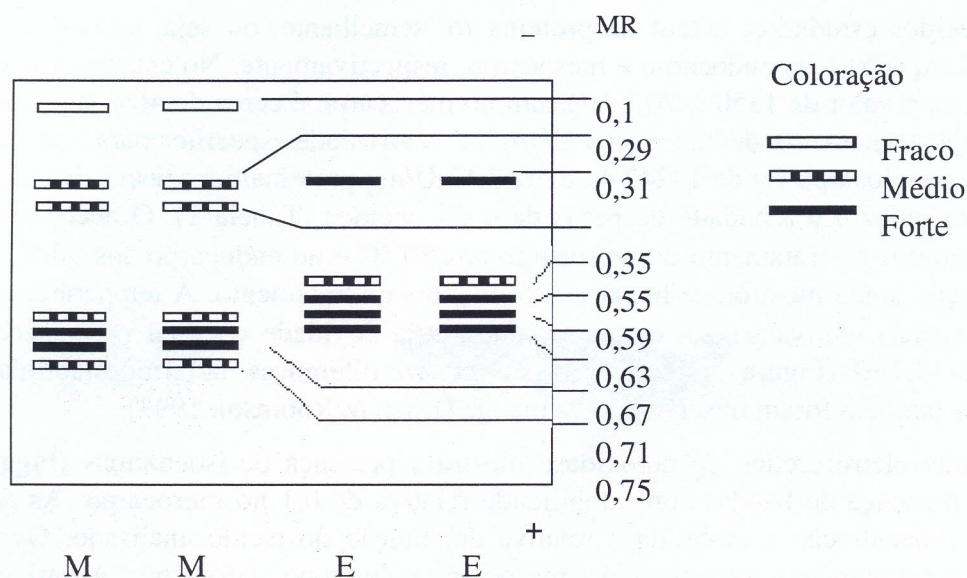 − MR
Coloração
0,1
0,29
Fraco
0,31
Médio
Forte
0,35
0,55
0,59
0,63
0,67
0,71
0,75
+
M M E E